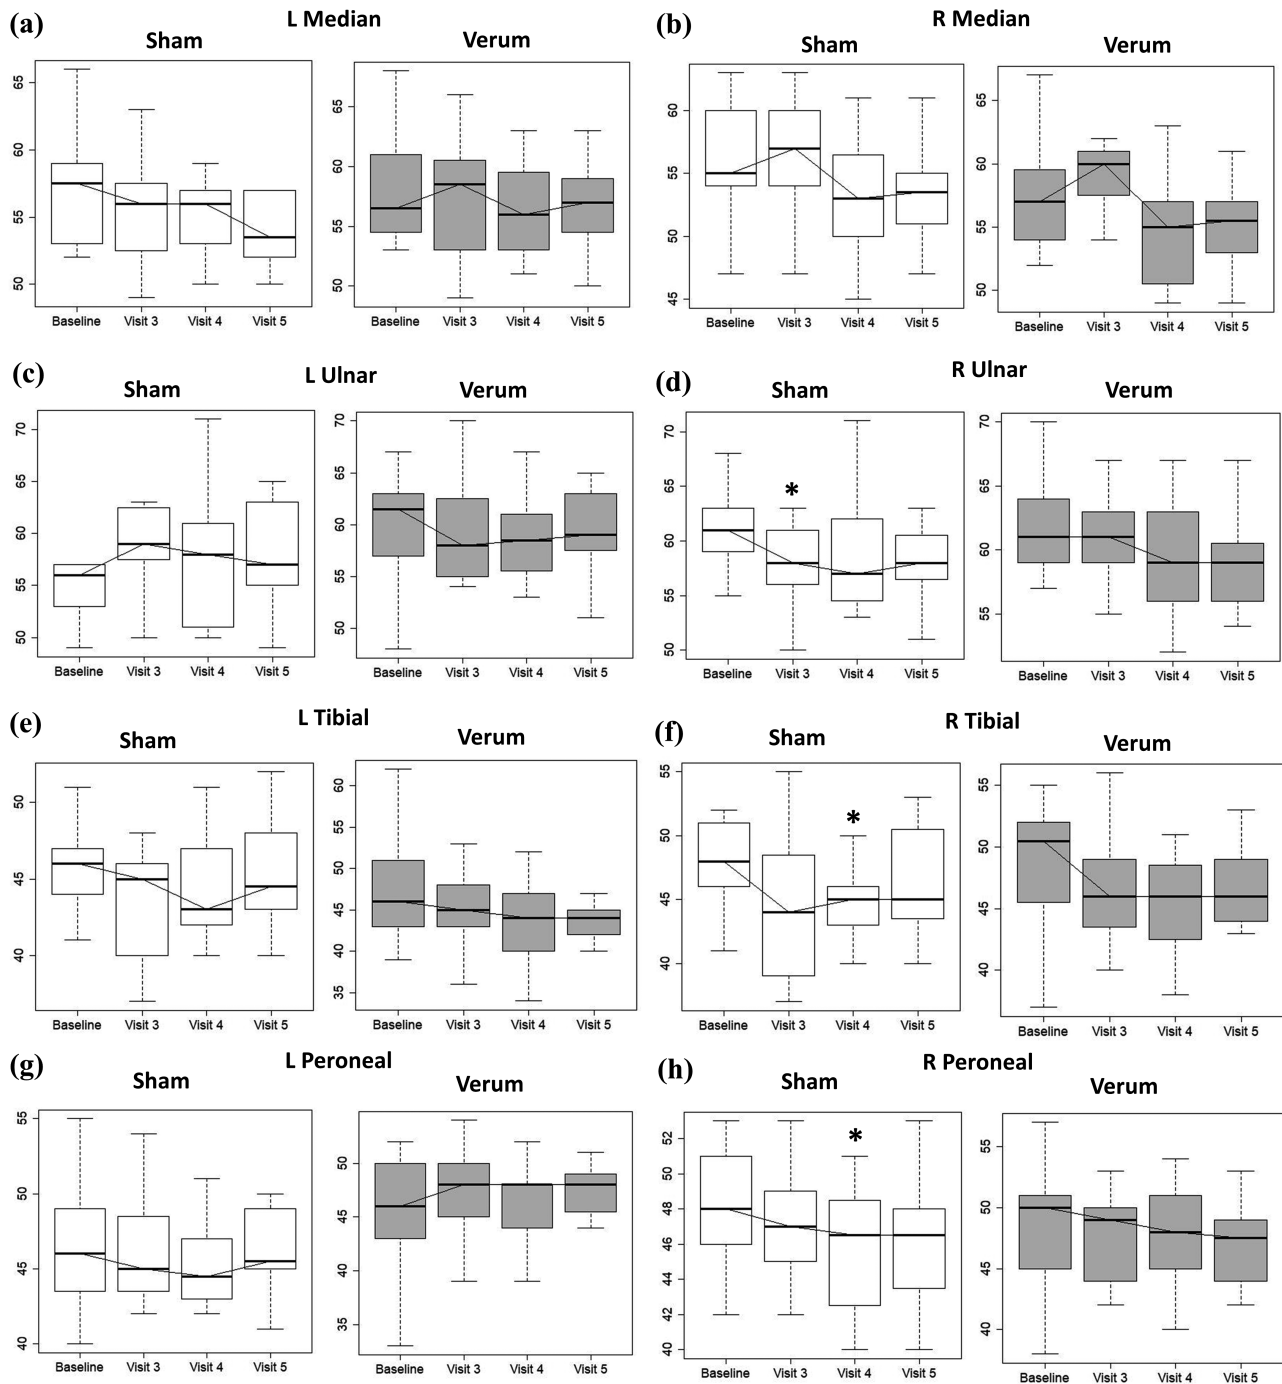 (a) L Median
Sham Verum
65 60 55 50
Baseline Visit 3 Visit 4 Visit 5
65 60 55 50
Baseline Visit 3 Visit 4 Visit 5
(b) R Median
Sham Verum
60 55 50 45
Baseline Visit 3 Visit 4 Visit 5
65 60 55 50
Baseline Visit 3 Visit 4 Visit 5
(c) L Ulnar
Sham Verum
70 65 60 55 50
Baseline Visit 3 Visit 4 Visit 5
70 65 60 55 50
Baseline Visit 3 Visit 4 Visit 5
(d) R Ulnar
Sham Verum
70 65 60 55 50
*
Baseline Visit 3 Visit 4 Visit 5
70 65 60 55
Baseline Visit 3 Visit 4 Visit 5
(e) L Tibial
Sham Verum
50 45 40
Baseline Visit 3 Visit 4 Visit 5
60 55 50 45 40 35
Baseline Visit 3 Visit 4 Visit 5
(f) R Tibial
Sham Verum
55 50 45 40
*
Baseline Visit 3 Visit 4 Visit 5
55 50 45 40
Baseline Visit 3 Visit 4 Visit 5
(g) L Peroneal
Sham Verum
55 50 45 40
Baseline Visit 3 Visit 4 Visit 5
50 45 40 35
Baseline Visit 3 Visit 4 Visit 5
(h) R Peroneal
Sham Verum
52 50 48 46 44 42 40
*
Baseline Visit 3 Visit 4 Visit 5
55 50 45 40
Baseline Visit 3 Visit 4 Visit 5